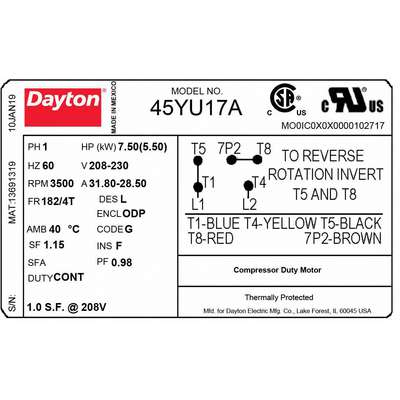 Dayton
MADE IN MEXICO
MODEL NO.
45YU17A
CSA US
C RU US
MO0IC0X0X0000102717
10JAN19
MAT:13691319
S/N:
PH 1 HP (kW) 7.50(5.50)
HZ 60 V 208-230
RPM 3500 A 31.80-28.50
FR 182/4T DES L
ENCL ODP
AMB 40 °C CODE G
SF 1.15 INS F
SFA PF 0.98
DUTY CONT
1.0 S.F. @ 208V
T5 7P2 T8
T1 T4
L1 L2
TO REVERSE
ROTATION INVERT
T5 AND T8
T1-BLUE T4-YELLOW T5-BLACK
T8-RED 7P2-BROWN
Compressor Duty Motor
Thermally Protected
Mfd. for Dayton Electric Mfg. Co., Lake Forest, IL 60045 USA